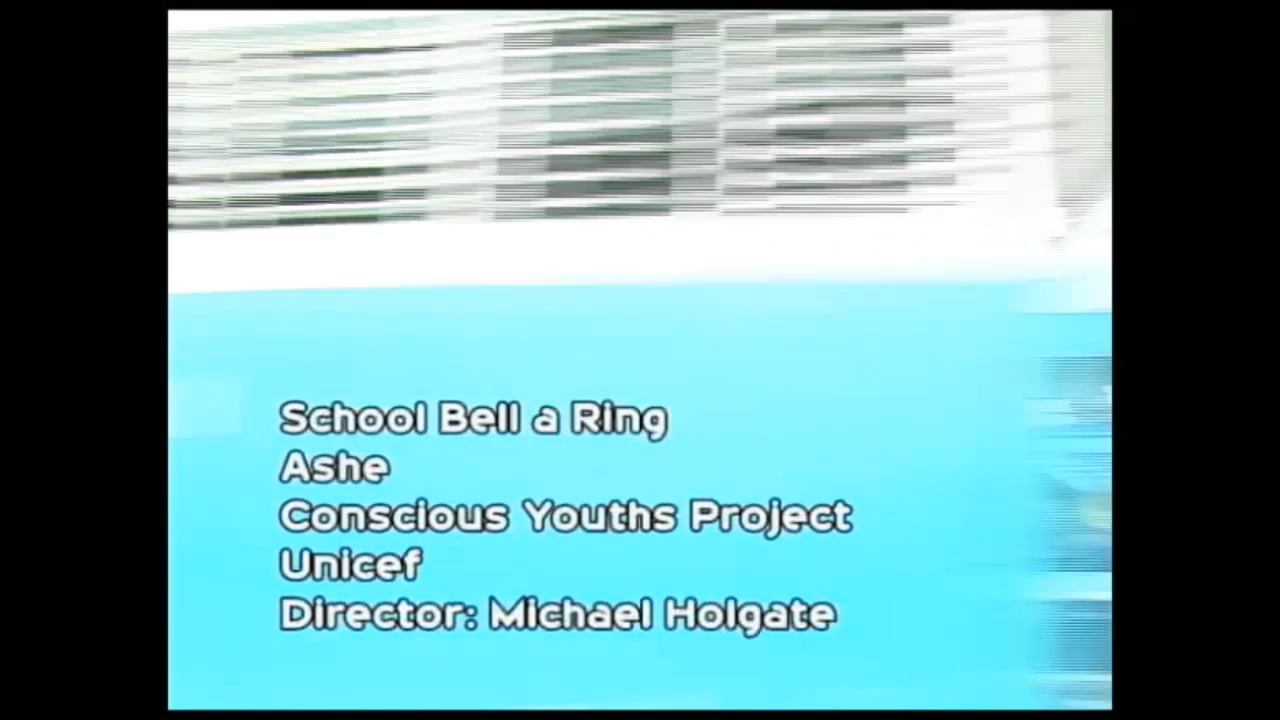 School Bell a Ring
Ashe
Conscious Youths Project
Unicef
Director: Michael Holgate